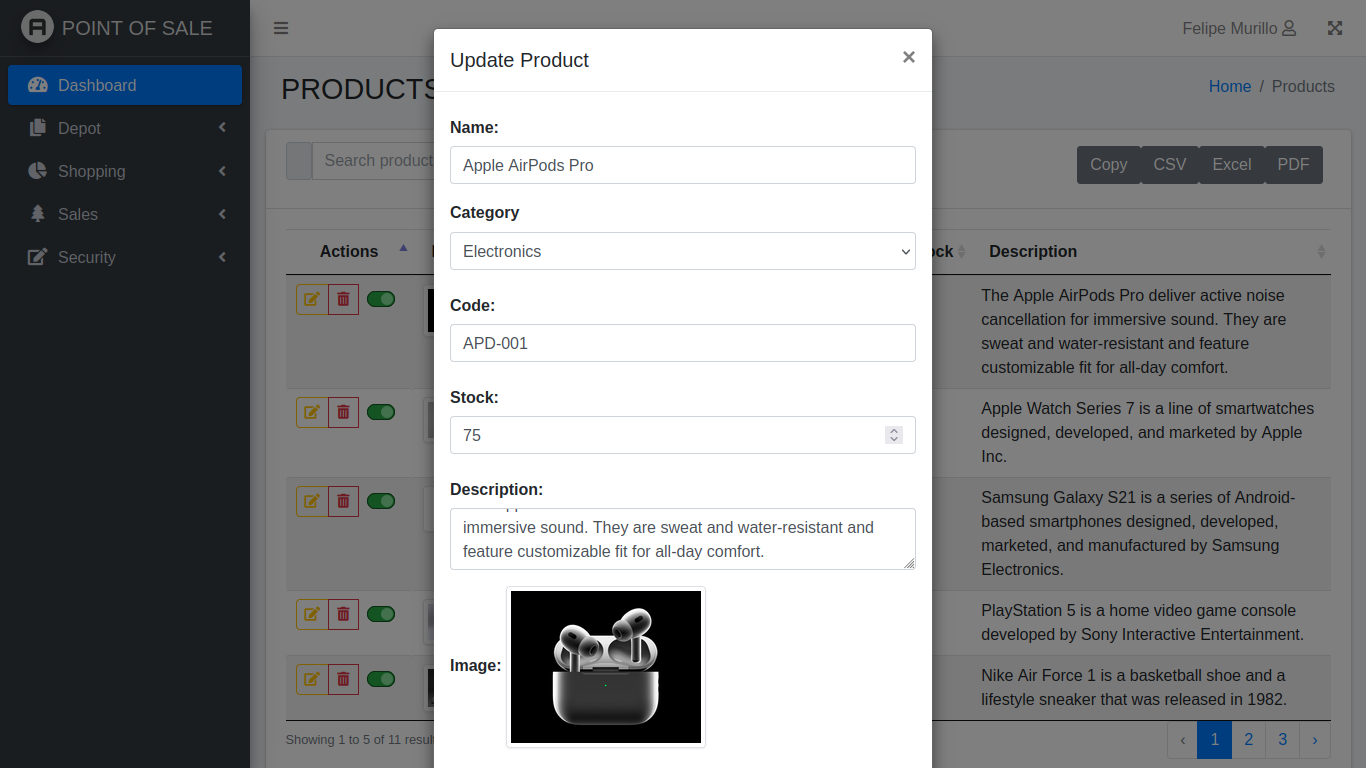 POINT OF SALE
Felipe Murillo
Dashboard
Depot
Shopping
Sales
Security
PRODUCTS
Home / Products
Search product
Copy
CSV
Excel
PDF
Actions
Description
The Apple AirPods Pro deliver active noise
cancellation for immersive sound. They are
sweat and water-resistant and feature
customizable fit for all-day comfort.
Apple Watch Series 7 is a line of smartwatches
designed, developed, and marketed by Apple
Inc.
Samsung Galaxy S21 is a series of Android-
based smartphones designed, developed,
marketed, and manufactured by Samsung
Electronics.
PlayStation 5 is a home video game console
developed by Sony Interactive Entertainment.
Nike Air Force 1 is a basketball shoe and a
lifestyle sneaker that was released in 1982.
Showing 1 to 5 of 11
‹ 1 2 3 ›
Update Product
×
Name:
Apple AirPods Pro
Category
Electronics
Code:
APD-001
Stock:
75
Description:
immersive sound. They are sweat and water-resistant and
feature customizable fit for all-day comfort.
Image: